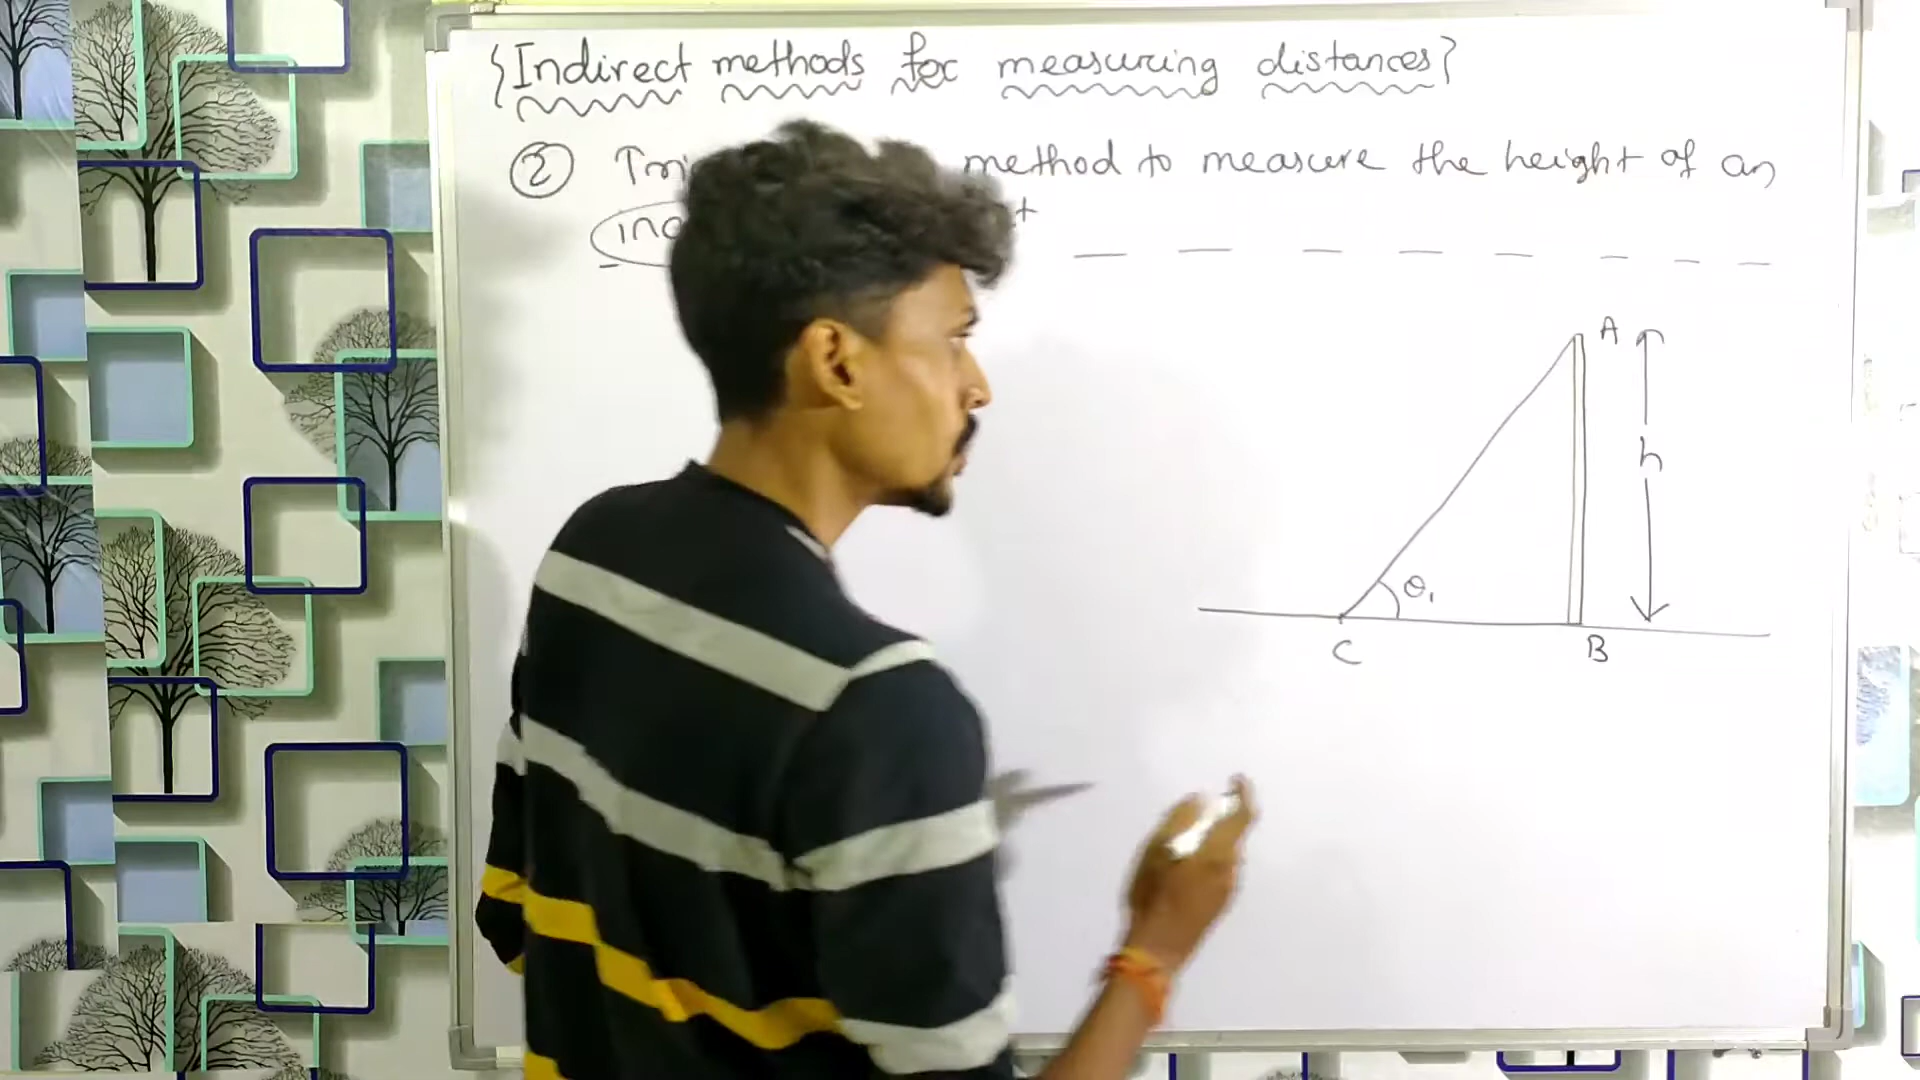 {Indirect methods for measuring distances}
② method to measure the height of an
A
h
θ₁
C B